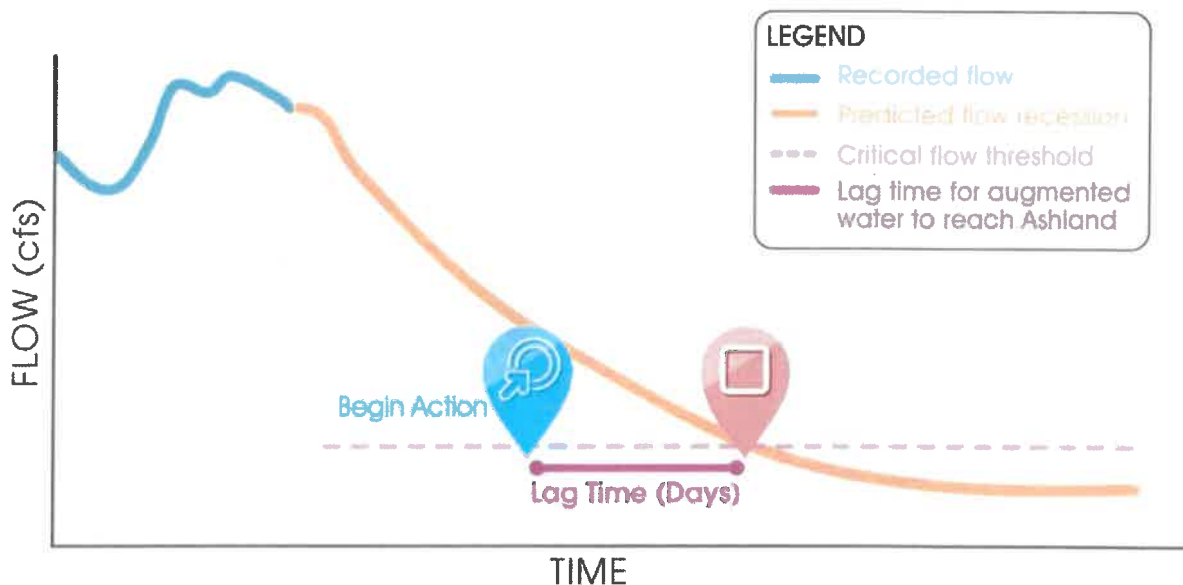 LEGEND
Recorded flow
Predicted flow recession
Critical flow threshold
Lag time for augmented
water to reach Ashland
FLOW (cfs)
Begin Action
Lag Time (Days)
TIME